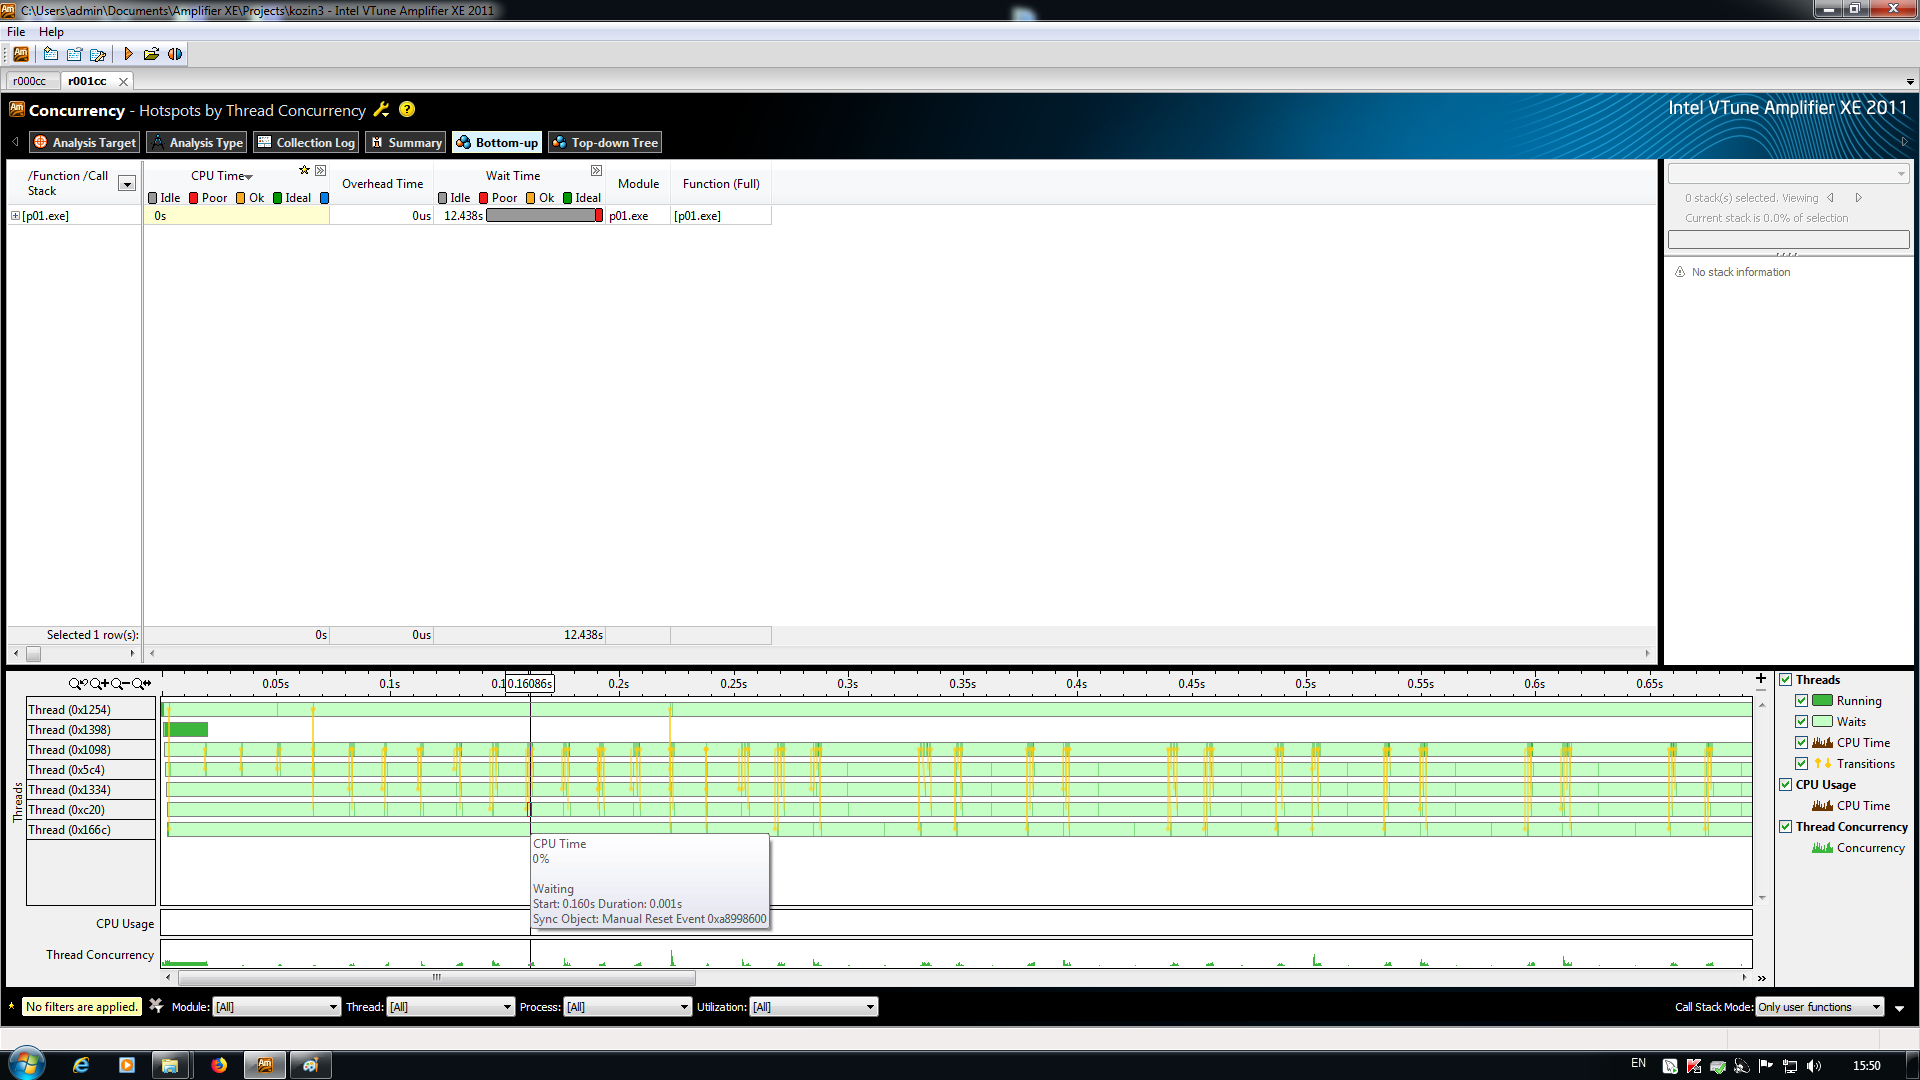 C:\Users\admin\Documents\Amplifier XE\Projects\kozin3 - Intel VTune Amplifier XE 2011
File Help
r000cc r001cc
Concurrency - Hotspots by Thread Concurrency
Intel VTune Amplifier XE 2011
Analysis Target Analysis Type Collection Log Summary Bottom-up Top-down Tree
/Function /Call Stack
CPU Time
Idle Poor Ok Ideal
Overhead Time
Wait Time
Idle Poor Ok Ideal
Module
Function (Full)
[p01.exe] 0s 0us 12.438s p01.exe [p01.exe]
0 stack(s) selected. Viewing
Current stack is 0.0% of selection
No stack information
Selected 1 row(s): 0s 0us 12.438s
0.05s 0.1s 0.1 0.16086s 0.2s 0.25s 0.3s 0.35s 0.4s 0.45s 0.5s 0.55s 0.6s 0.65s
Threads
Thread (0x1254)
Thread (0x1398)
Thread (0x1098)
Thread (0x5c4)
Thread (0x1334)
Thread (0xc20)
Thread (0x166c)
CPU Time
0%
Waiting
Start: 0.160s Duration: 0.001s
Sync Object: Manual Reset Event 0xa8998600
CPU Usage
Thread Concurrency
Threads
Running
Waits
CPU Time
Transitions
CPU Usage
CPU Time
Thread Concurrency
Concurrency
No filters are applied. Module: [All] Thread: [All] Process: [All] Utilization: [All] Call Stack Mode: Only user functions
EN 15:50